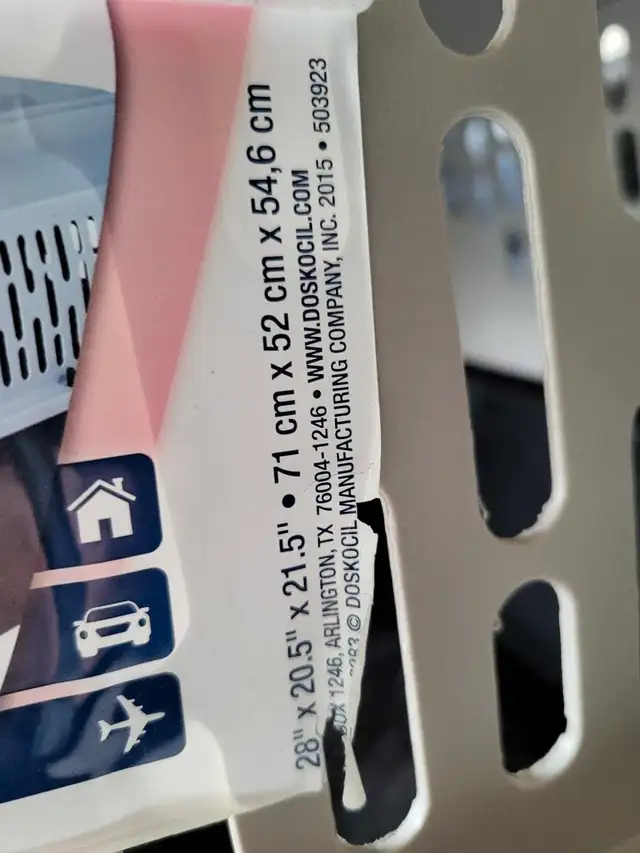 28" x 20.5" x 21.5" • 71 cm x 52 cm x 54,6 cm
1246, ARLINGTON, TX 76004-1246 • WWW.DOSKOCIL.COM
© DOSKOCIL MANUFACTURING COMPANY, INC. 2015 • 503923